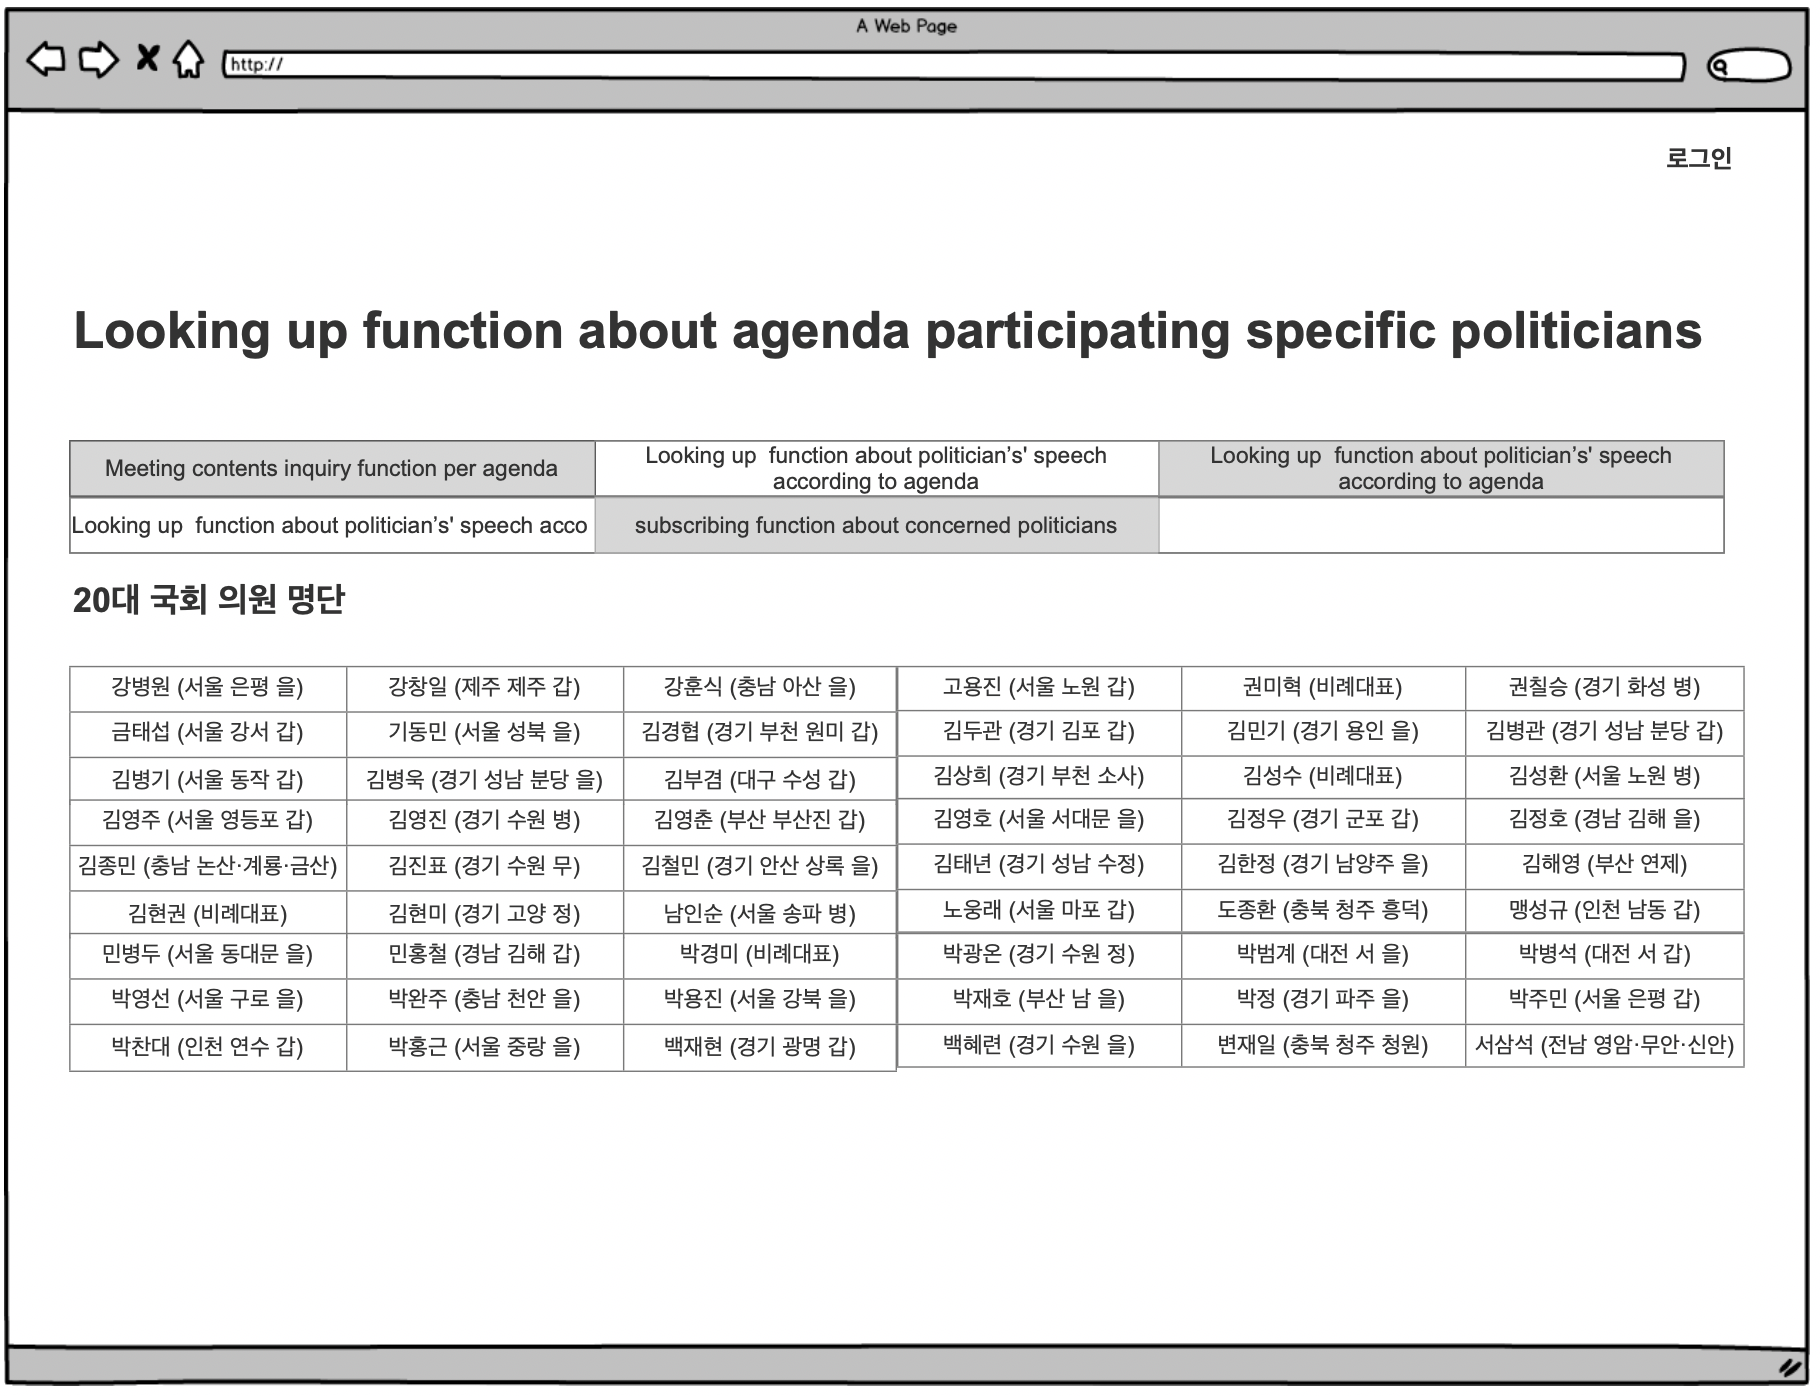 A Web Page
http://
로그인
Looking up function about agenda participating specific politicians
Meeting contents inquiry function per agenda
Looking up  function about politician’s' speech
according to agenda
Looking up  function about politician’s' speech
according to agenda
Looking up  function about politician’s' speech acco
subscribing function about concerned politicians
20대 국회 의원 명단
강병원 (서울 은평 을) 강창일 (제주 제주 갑) 강훈식 (충남 아산 을) 고용진 (서울 노원 갑) 권미혁 (비례대표) 권칠승 (경기 화성 병)
금태섭 (서울 강서 갑) 기동민 (서울 성북 을) 김경협 (경기 부천 원미 갑) 김두관 (경기 김포 갑) 김민기 (경기 용인 을) 김병관 (경기 성남 분당 갑)
김병기 (서울 동작 갑) 김병욱 (경기 성남 분당 을) 김부겸 (대구 수성 갑) 김상희 (경기 부천 소사) 김성수 (비례대표) 김성환 (서울 노원 병)
김영주 (서울 영등포 갑) 김영진 (경기 수원 병) 김영춘 (부산 부산진 갑) 김영호 (서울 서대문 을) 김정우 (경기 군포 갑) 김정호 (경남 김해 을)
김종민 (충남 논산·계룡·금산) 김진표 (경기 수원 무) 김철민 (경기 안산 상록 을) 김태년 (경기 성남 수정) 김한정 (경기 남양주 을) 김해영 (부산 연제)
김현권 (비례대표) 김현미 (경기 고양 정) 남인순 (서울 송파 병) 노웅래 (서울 마포 갑) 도종환 (충북 청주 흥덕) 맹성규 (인천 남동 갑)
민병두 (서울 동대문 을) 민홍철 (경남 김해 갑) 박경미 (비례대표) 박광온 (경기 수원 정) 박범계 (대전 서 을) 박병석 (대전 서 갑)
박영선 (서울 구로 을) 박완주 (충남 천안 을) 박용진 (서울 강북 을) 박재호 (부산 남 을) 박정 (경기 파주 을) 박주민 (서울 은평 갑)
박찬대 (인천 연수 갑) 박홍근 (서울 중랑 을) 백재현 (경기 광명 갑) 백혜련 (경기 수원 을) 변재일 (충북 청주 청원) 서삼석 (전남 영암·무안·신안)